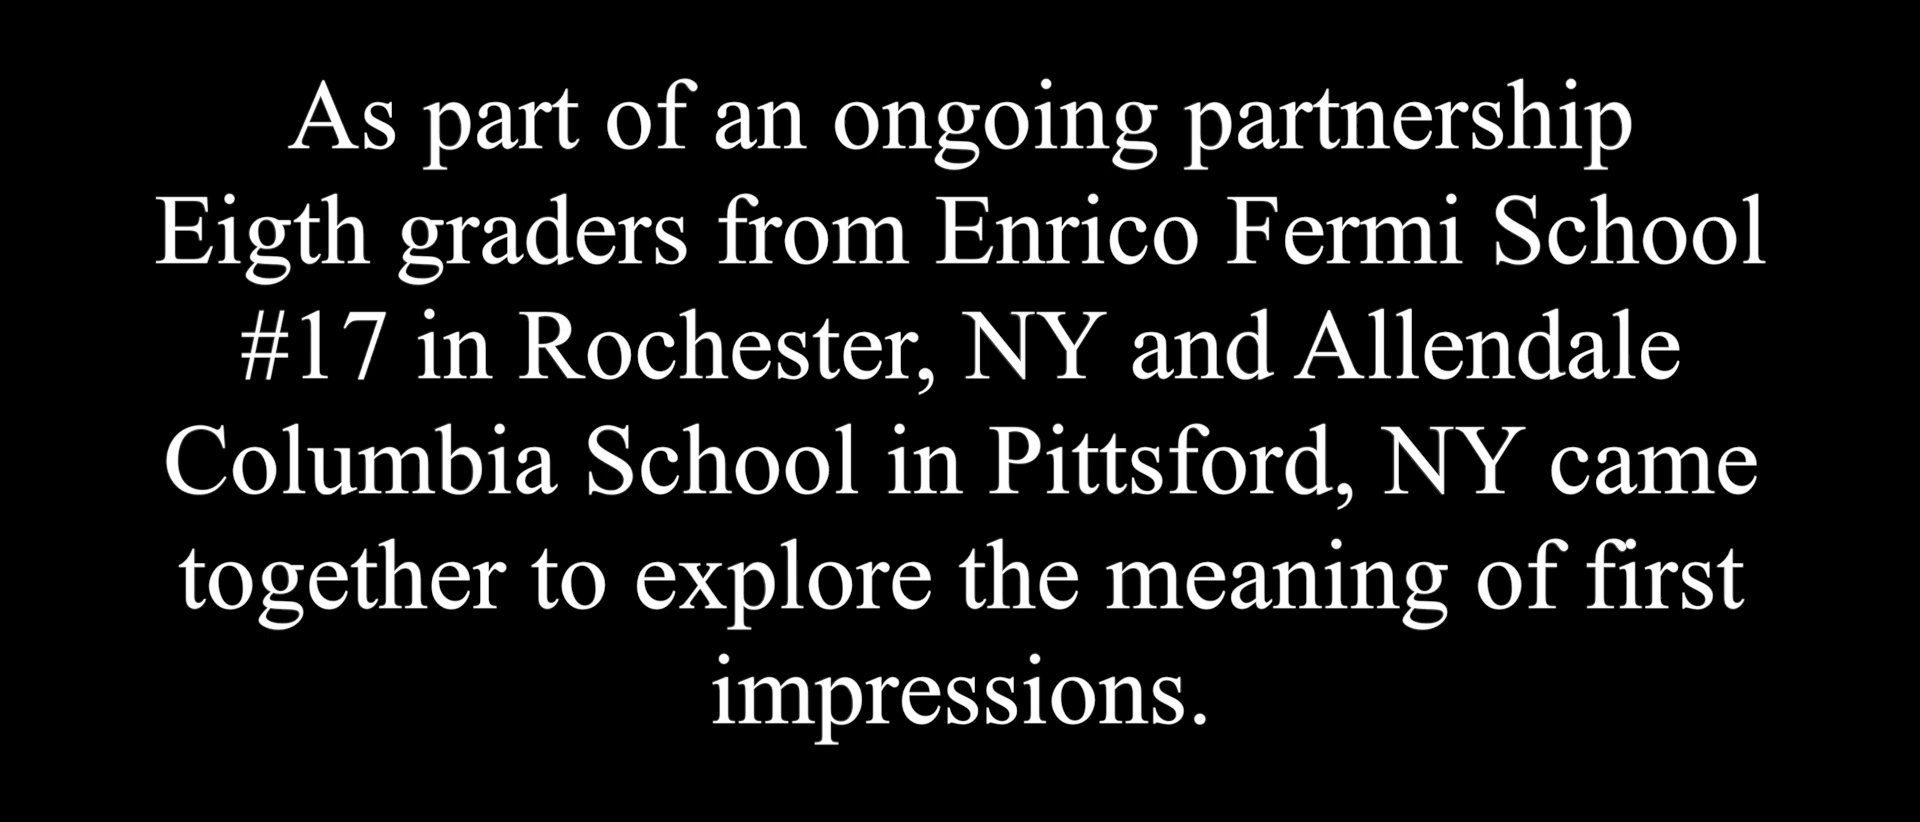 As part of an ongoing partnership
Eigth graders from Enrico Fermi School
#17 in Rochester, NY and Allendale
Columbia School in Pittsford, NY came
together to explore the meaning of first
impressions.